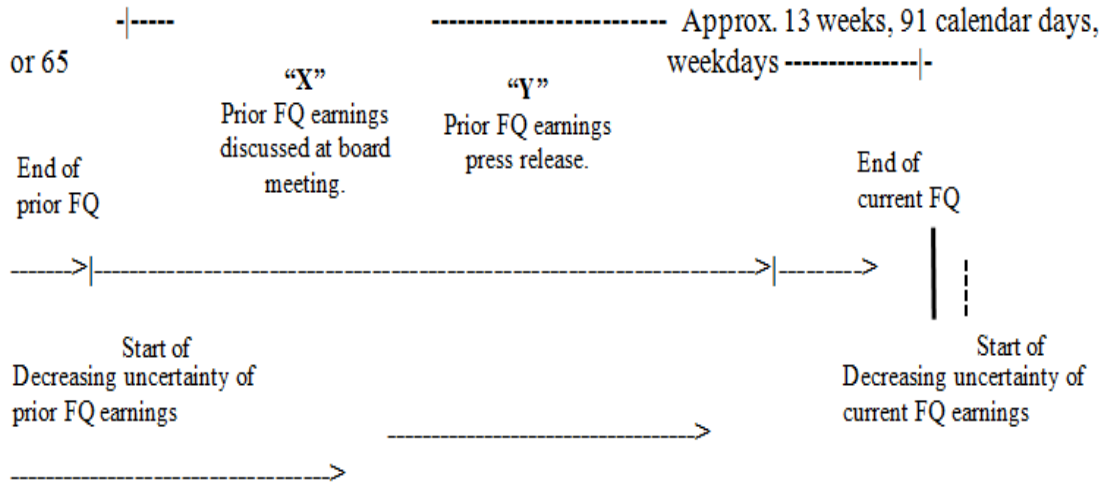 -|----- ------------------------ Approx. 13 weeks, 91 calendar days,
or 65 weekdays ---------------|-
“X”
Prior FQ earnings
discussed at board
meeting.
“Y”
Prior FQ earnings
press release.
End of
prior FQ
End of
current FQ
Start of
Decreasing uncertainty of
prior FQ earnings
Start of
Decreasing uncertainty of
current FQ earnings